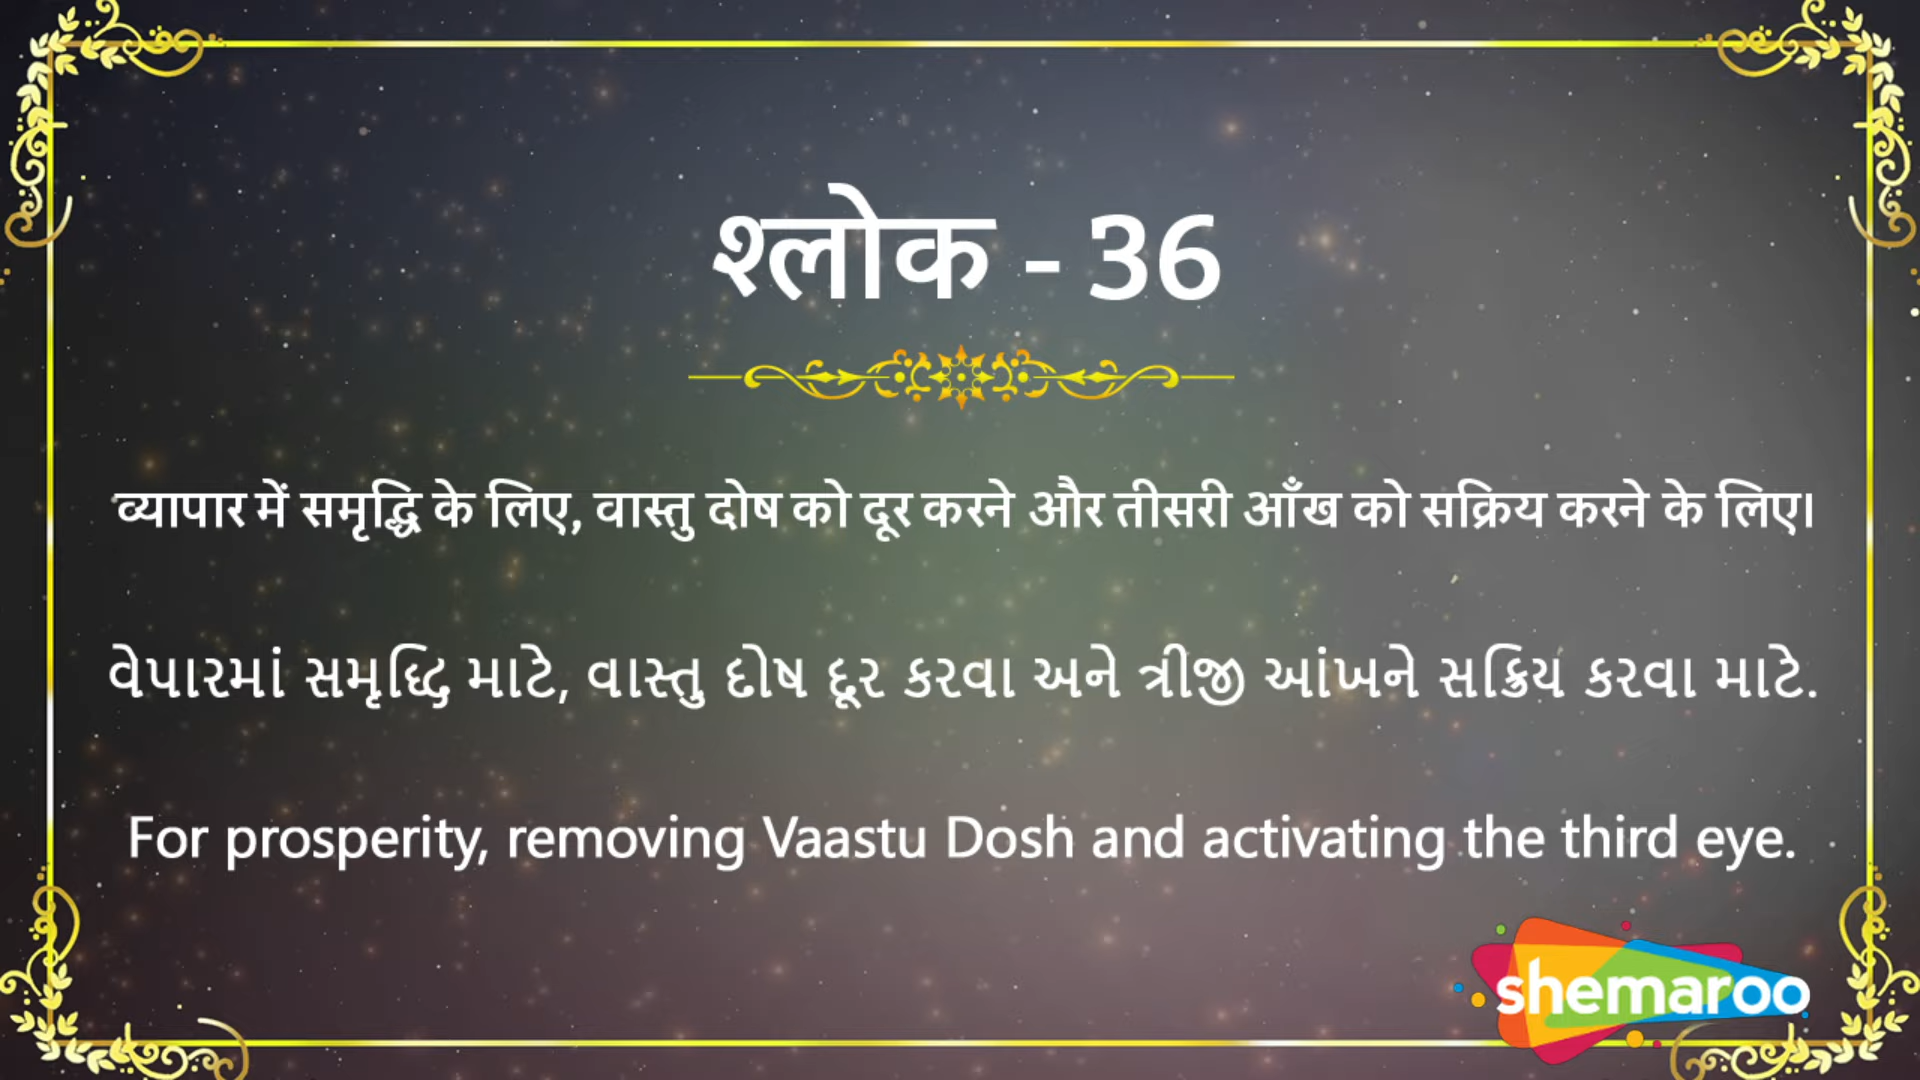 श्लोक - 36
व्यापार में समृद्धि के लिए, वास्तु दोष को दूर करने और तीसरी आँख को सक्रिय करने के लिए।
વેપારમાં સમૃદ્ધિ માટે, વાસ્તુ દોષ દૂર કરવા અને ત્રીજી આંખને સક્રિય કરવા માટે.
For prosperity, removing Vaastu Dosh and activating the third eye.
shemaroo